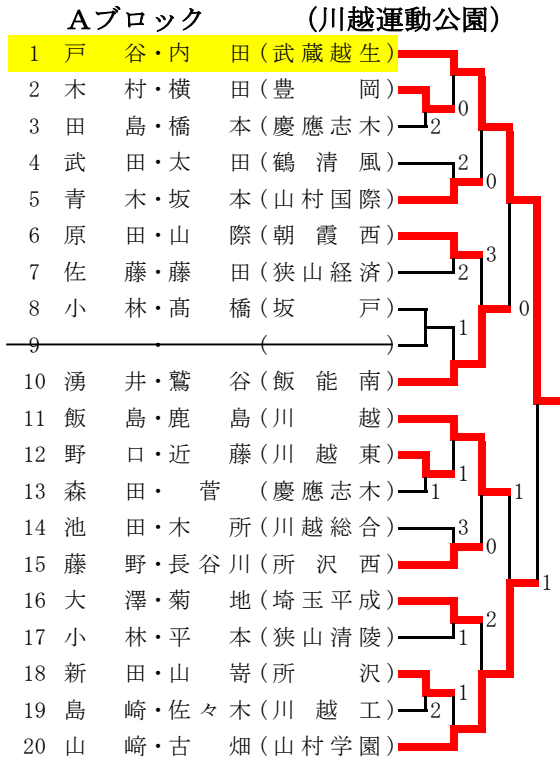 Aブロック (川越運動公園)
1 戸 谷・内 田(武蔵越生)
2 木 村・横 田(豊 岡) 0
3 田 島・橋 本(慶應志木) 2
4 武 田・太 田(鶴清風) 2
5 青 木・坂 本(山村国際) 0
6 原 田・山 際(朝霞西) 3
7 佐 藤・藤 田(狭山経済) 2
8 小 林・髙 橋(坂 戸) 1 0
9 ・ ( )
10 湧 井・鷲 谷(飯能南)
11 飯 島・鹿 島(川 越)
12 野 口・近 藤(川越東) 1
13 森 田・ 菅 (慶應志木) 1 1
14 池 田・木 所(川越総合) 3
15 藤 野・長谷川(所沢西) 0
16 大 澤・菊 地(埼玉平成) 2 1
17 小 林・平 本(狭山清陵) 1
18 新 田・山 嵜(所 沢) 1
19 島 崎・佐々木(川越工) 2
20 山 﨑・古 畑(山村学園)